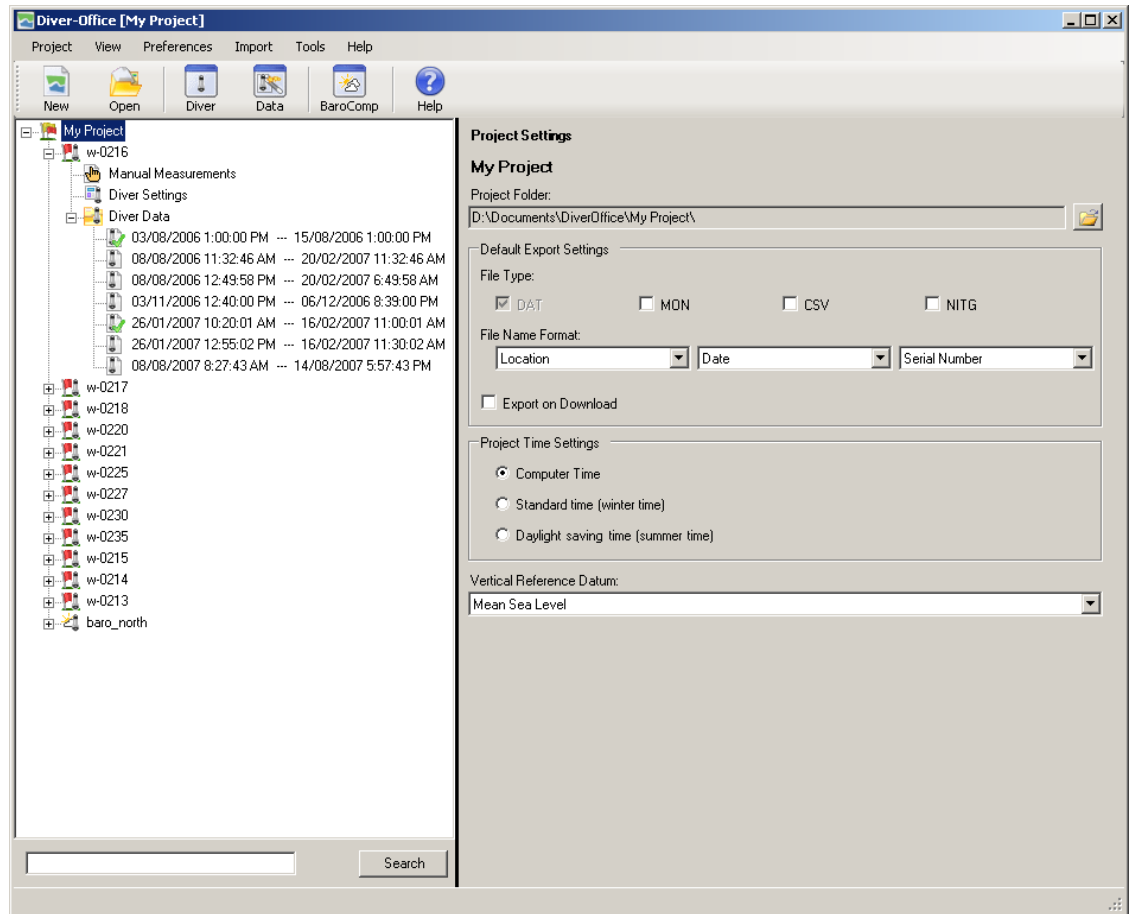 Diver-Office [My Project]
Project View Preferences Import Tools Help
New Open Diver Data BaroComp Help
My Project
w-0216
Manual Measurements
Diver Settings
Diver Data
03/08/2006 1:00:00 PM --- 15/08/2006 1:00:00 PM
08/08/2006 11:32:46 AM --- 20/02/2007 11:32:46 AM
08/08/2006 12:49:58 PM --- 20/02/2007 6:49:58 AM
03/11/2006 12:40:00 PM --- 06/12/2006 8:39:00 PM
26/01/2007 10:20:01 AM --- 16/02/2007 11:00:01 AM
26/01/2007 12:55:02 PM --- 16/02/2007 11:30:02 AM
08/08/2007 8:27:43 AM --- 14/08/2007 5:57:43 PM
w-0217
w-0218
w-0220
w-0221
w-0225
w-0227
w-0230
w-0235
w-0215
w-0214
w-0213
baro_north
Search
Project Settings
My Project
Project Folder:
D:\Documents\DiverOffice\My Project\
Default Export Settings
File Type:
DAT MON CSV NITG
File Name Format:
Location Date Serial Number
Export on Download
Project Time Settings
Computer Time
Standard time (winter time)
Daylight saving time (summer time)
Vertical Reference Datum:
Mean Sea Level